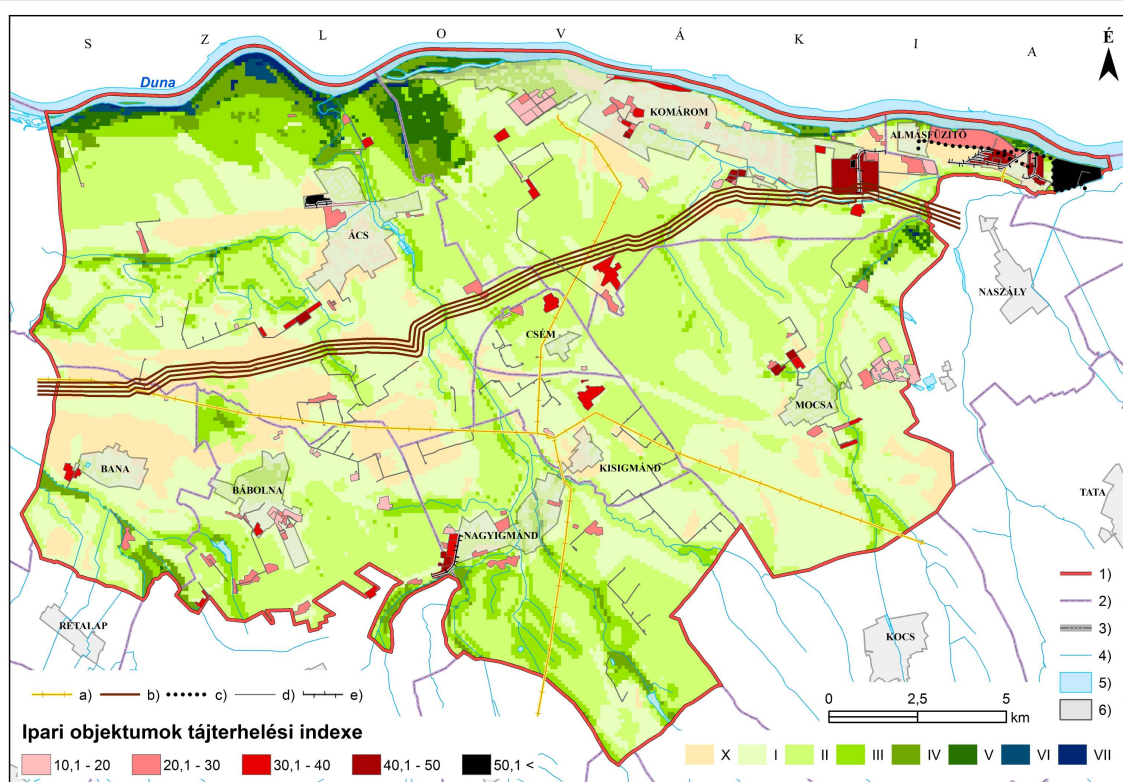 S Z L O V Á K I A
É
Duna
KOMÁROM
ALMÁSFÜZITŐ
ÁCS
NASZÁLY
CSÉM
MOCSA
BANA
KISIGMÁND
BÁBOLNA
TATA
NAGYIGMÁND
RÉTALAP
KOCS
1)
2)
3)
4)
5)
6)
a) b) c) d) e)
0 2,5 5
km
Ipari objektumok tájterhelési indexe
10,1 - 20 20,1 - 30 30,1 - 40 40,1 - 50 50,1 <
X I II III IV V VI VII